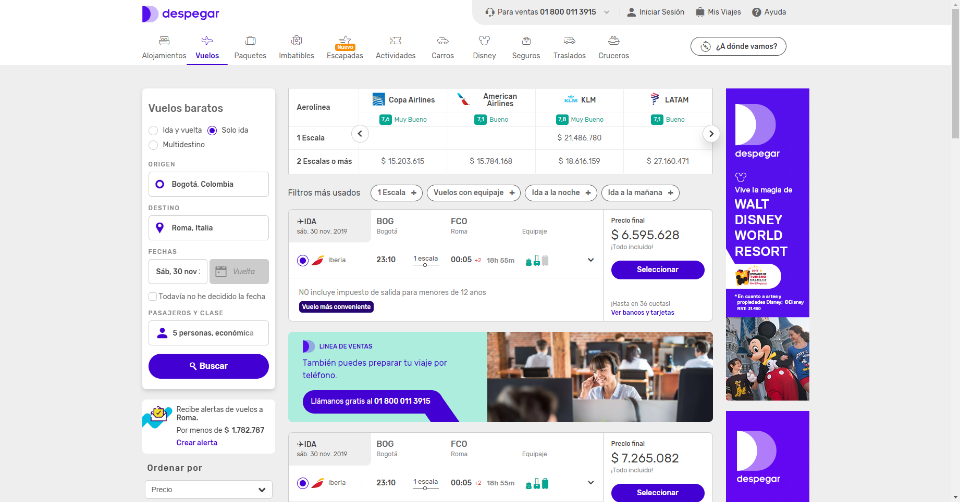 despegar
Para ventas 01 800 011 3915
Iniciar Sesión
Mis Viajes
Ayuda
Alojamientos
Vuelos
Paquetes
Imbatibles
Nuevo
Escapadas
Actividades
Carros
Disney
Seguros
Traslados
Cruceros
¿A dónde vamos?
Vuelos baratos
Ida y vuelta
Solo ida
Multidestino
ORIGEN
Bogotá, Colombia
DESTINO
Roma, Italia
FECHAS
Sáb, 30 nov
Vuelta
Todavía no he decidido la fecha
PASAJEROS Y CLASE
5 personas, económica
Buscar
Recibe alertas de vuelos a
Roma.
Por menos de $ 1.782.787
Crear alerta
Ordenar por
Precio
Aerolínea
Copa Airlines
American
Airlines
KLM
LATAM
7,6 Muy Bueno
7,1 Bueno
7,8 Muy Bueno
7,1 Bueno
1 Escala
$ 21.486.780
2 Escalas o más
$ 15.203.615
$ 15.784.168
$ 18.616.159
$ 27.160.471
Filtros más usados
1 Escala +
Vuelos con equipaje +
Ida a la noche +
Ida a la mañana +
IDA
BOG
FCO
sáb. 30 nov. 2019
Bogotá
Roma
Equipaje
Iberia
23:10
1 escala
00:05 +2
18h 55m
NO incluye impuesto de salida para menores de 12 años
Vuelo más conveniente
Precio final
$ 6.595.628
¡Todo incluido!
Seleccionar
¡Hasta en 36 cuotas!
Ver bancos y tarjetas
LINEA DE VENTAS
También puedes preparar tu viaje por
teléfono.
Llámanos gratis al 01 800 011 3915
IDA
BOG
FCO
sáb. 30 nov. 2019
Bogotá
Roma
Equipaje
Iberia
23:10
1 escala
00:05 +2
18h 55m
Precio final
$ 7.265.082
¡Todo incluido!
Seleccionar
despegar
Vive la magia de
WALT
DISNEY
WORLD
RESORT
* En cuanto a artes y
propiedades Disney: ©Disney
despegar